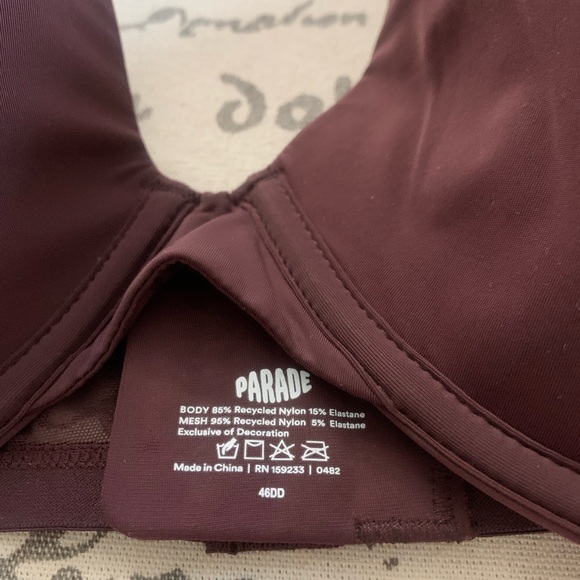 PARADE
BODY 85% Recycled Nylon 15% Elastane
MESH 95% Recycled Nylon 5% Elastane
Exclusive of Decoration
Made in China | RN 159233 | 0482
46DD